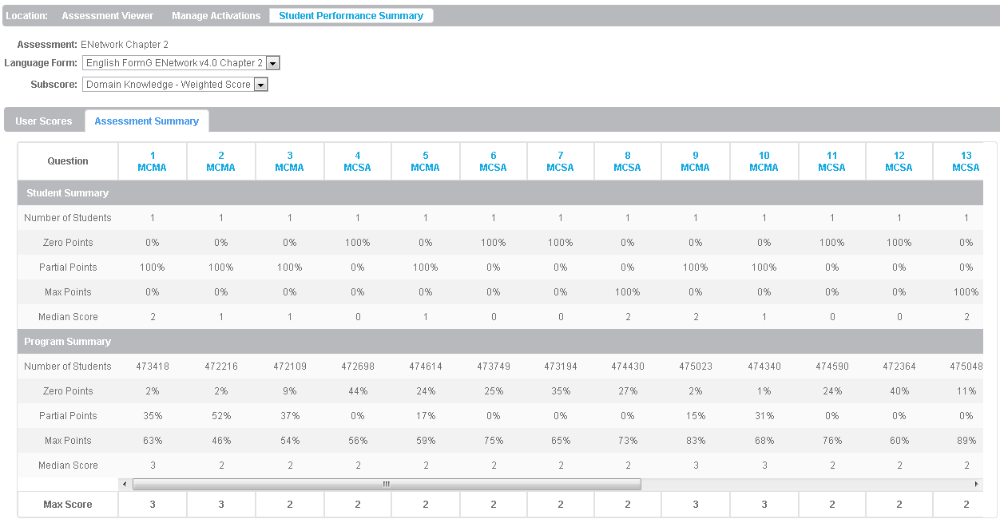 Location: Assessment Viewer Manage Activations Student Performance Summary
Assessment: ENetwork Chapter 2
Language Form: English FormG ENetwork v4.0 Chapter 2
Subscore: Domain Knowledge - Weighted Score
User Scores Assessment Summary
Question 1 2 3 4 5 6 7 8 9 10 11 12 13
MCMA MCMA MCMA MCSA MCMA MCSA MCSA MCSA MCMA MCMA MCSA MCSA MCSA
Student Summary
Number of Students 1 1 1 1 1 1 1 1 1 1 1 1 1
Zero Points 0% 0% 0% 100% 0% 100% 100% 0% 0% 0% 100% 100% 0%
Partial Points 100% 100% 100% 0% 100% 0% 0% 0% 100% 100% 0% 0% 0%
Max Points 0% 0% 0% 0% 0% 0% 0% 100% 0% 0% 0% 0% 100%
Median Score 2 1 1 0 1 0 0 2 2 1 0 0 2
Program Summary
Number of Students 473418 472216 472109 472698 474614 473749 473194 474430 475023 474340 474590 472364 475048
Zero Points 2% 2% 9% 44% 24% 25% 35% 27% 2% 1% 24% 40% 11%
Partial Points 35% 52% 37% 0% 17% 0% 0% 0% 15% 31% 0% 0% 0%
Max Points 63% 46% 54% 56% 59% 75% 65% 73% 83% 68% 76% 60% 89%
Median Score 3 2 2 2 2 2 2 2 3 3 2 2 2
Max Score 3 3 2 2 2 2 2 2 3 3 2 2 2